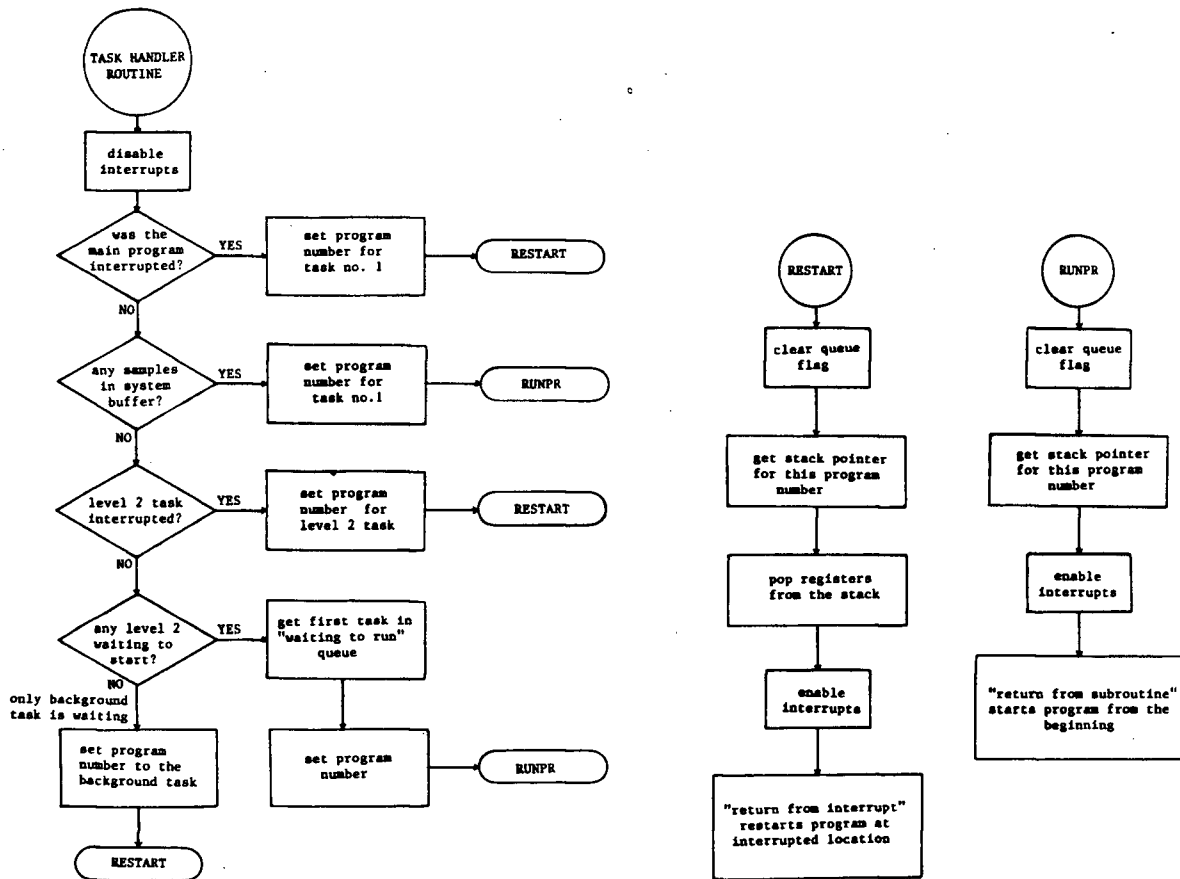 TASK HANDLER
ROUTINE
disable
interrupts
was the
main program
interrupted?
YES
set program
number for
task no. 1
RESTART
NO
any samples
in system
buffer?
YES
set program
number for
task no.1
RUNPR
NO
level 2 task
interrupted?
YES
set program
number for
level 2 task
RESTART
NO
any level 2
waiting to
start?
YES
get first task in
"waiting to run"
queue
NO
only background
task is waiting
set program
number to the
background task
set program
number
RUNPR
RESTART
RESTART
clear queue
flag
get stack pointer
for this program
number
pop registers
from the stack
enable
interrupts
"return from interrupt"
restarts program at
interrupted location
RUNPR
clear queue
flag
get stack pointer
for this program
number
enable
interrupts
"return from subroutine"
starts program from the
beginning